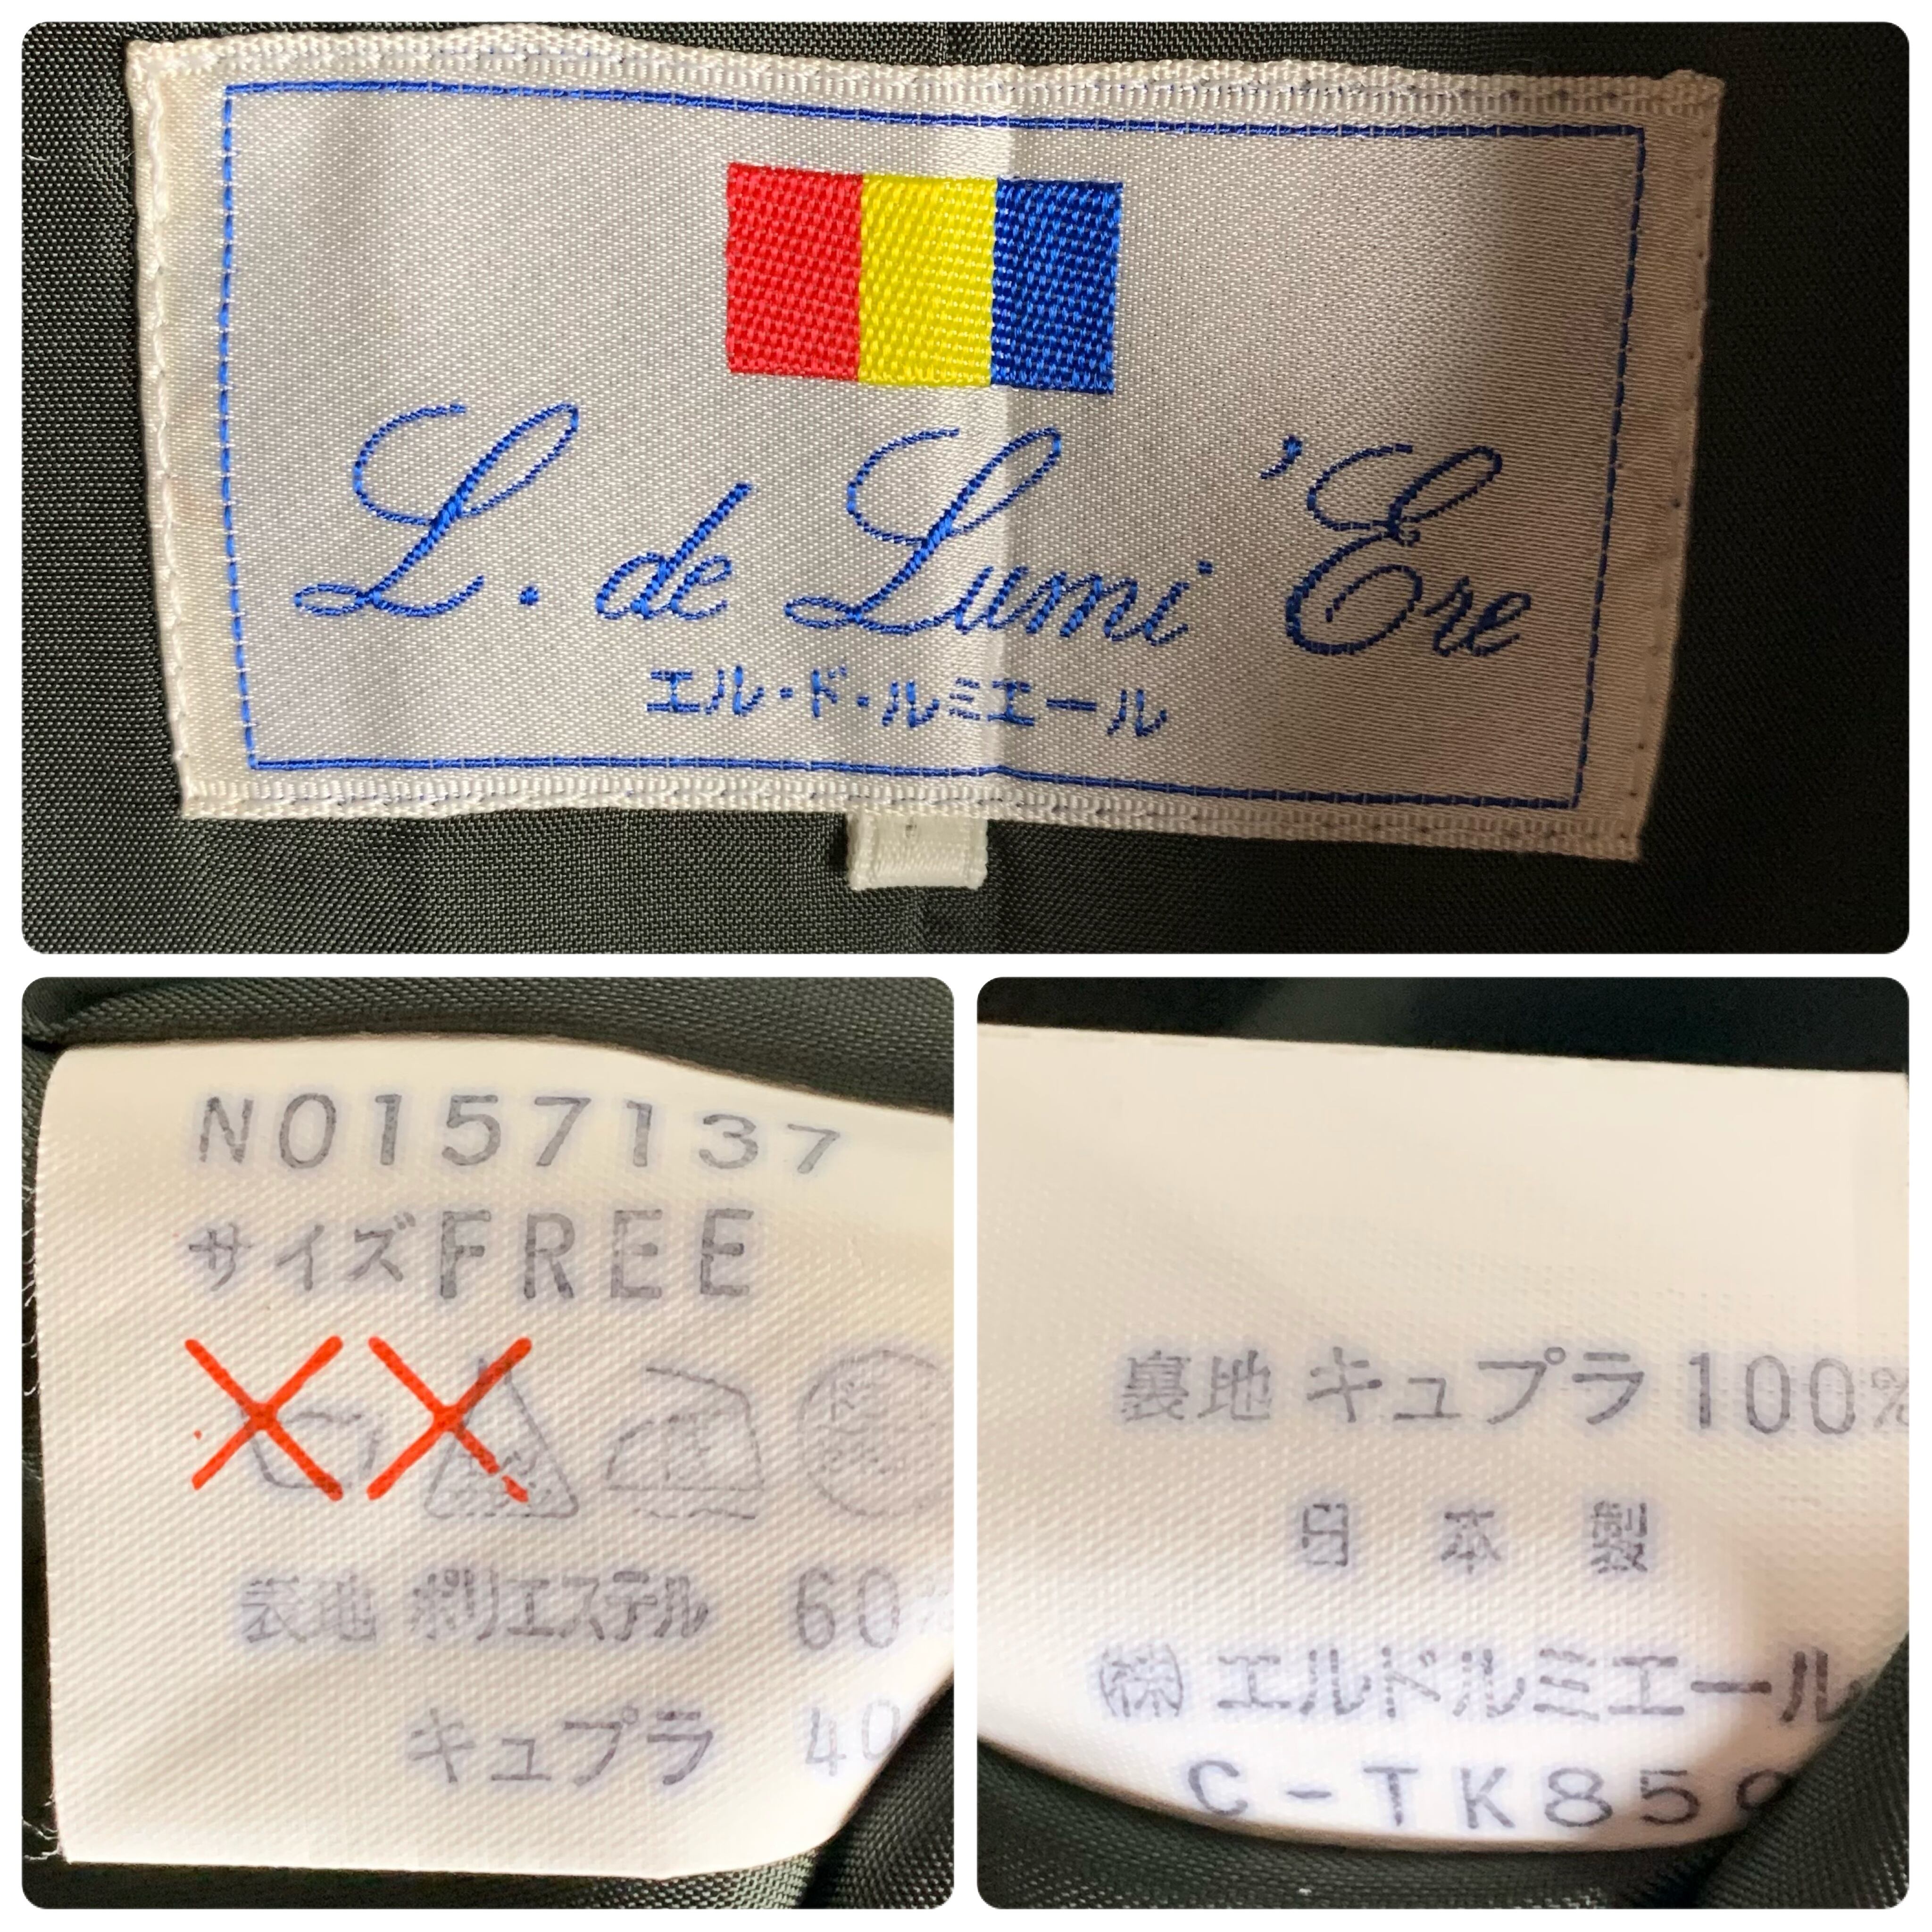 L. de Lumi'Ere
エル・ド・ルミエール
NO157137
サイズFREE
表地 ポリエステル 60%
キュプラ 40
裏地 キュプラ 100%
日本製
㈱エルドルミエール
C-TK85